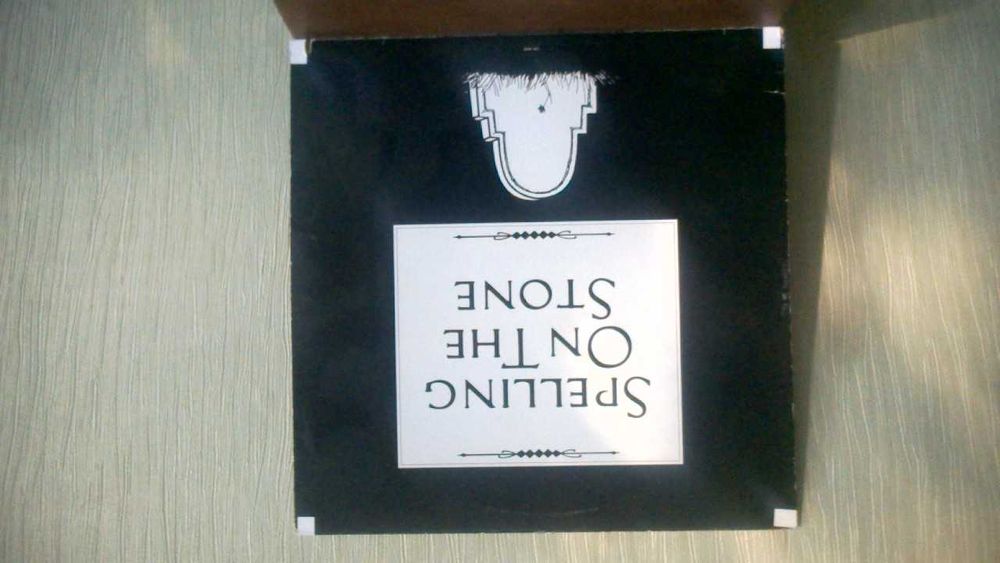 SPELLING
ON THE
STONE